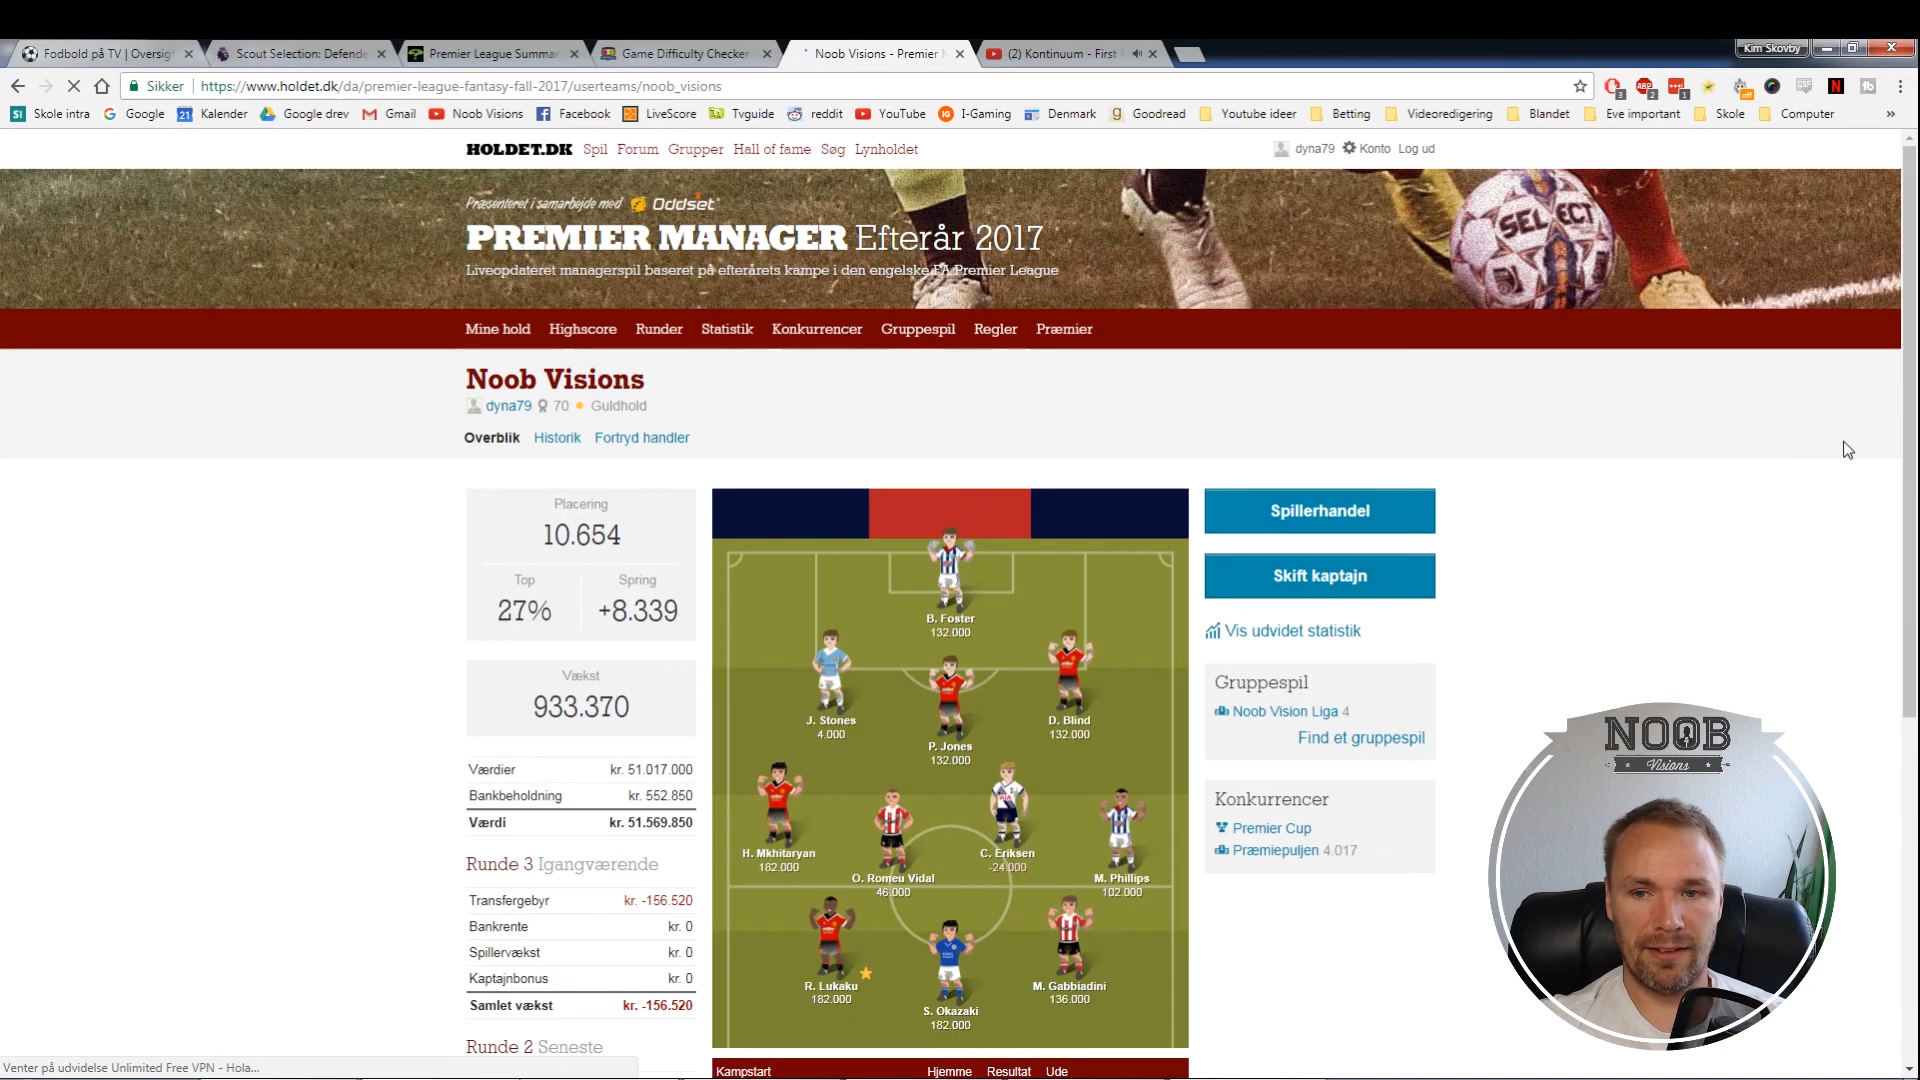 Fodbold på TV | Oversigt
Scout Selection: Defende
Premier League Summar
Game Difficulty Checker
Noob Visions - Premier M
(2) Kontinuum - First
Kim Skovby
Sikker
https://www.holdet.dk/da/premier-league-fantasy-fall-2017/userteams/noob_visions
Skole intra
Google
Kalender
Google drev
Gmail
Noob Visions
Facebook
LiveScore
Tvguide
reddit
YouTube
I-Gaming
Denmark
Goodread
Youtube ideer
Betting
Videoredigering
Blandet
Eve important
Skole
Computer
HOLDET.DK Spil Forum Grupper Hall of fame Søg Lynholdet
dyna79 Konto Log ud
Præsenteret i samarbejde med Oddset
PREMIER MANAGER Efterår 2017
Liveopdateret managerspil baseret på efterårets kampe i den engelske FA Premier League
SELECT
Mine hold Highscore Runder Statistik Konkurrencer Gruppespil Regler Præmier
Noob Visions
dyna79 70 Guldhold
Overblik Historik Fortryd handler
Placering
10.654
Top Spring
27% +8.339
Vækst
933.370
Værdier kr. 51.017.000
Bankbeholdning kr. 552.850
Værdi kr. 51.569.850
Runde 3 Igangværende
Transfergebyr kr. -156.520
Bankrente kr. 0
Spillervækst kr. 0
Kaptajnbonus kr. 0
Samlet vækst kr. -156.520
Runde 2 Seneste
B. Foster
132.000
J. Stones
4.000
P. Jones
132.000
D. Blind
132.000
H. Mkhitaryan
182.000
O. Romeu Vidal
46.000
AIA
C. Eriksen
-24.000
M. Phillips
102.000
R. Lukaku
182.000
S. Okazaki
182.000
M. Gabbiadini
136.000
Kampstart Hjemme Resultat Ude
Spillerhandel
Skift kaptajn
Vis udvidet statistik
Gruppespil
Noob Vision Liga 4
Find et gruppespil
Konkurrencer
Premier Cup
Præmiepuljen 4.017
NOOB
Visions
Venter på udvidelse Unlimited Free VPN - Hola...